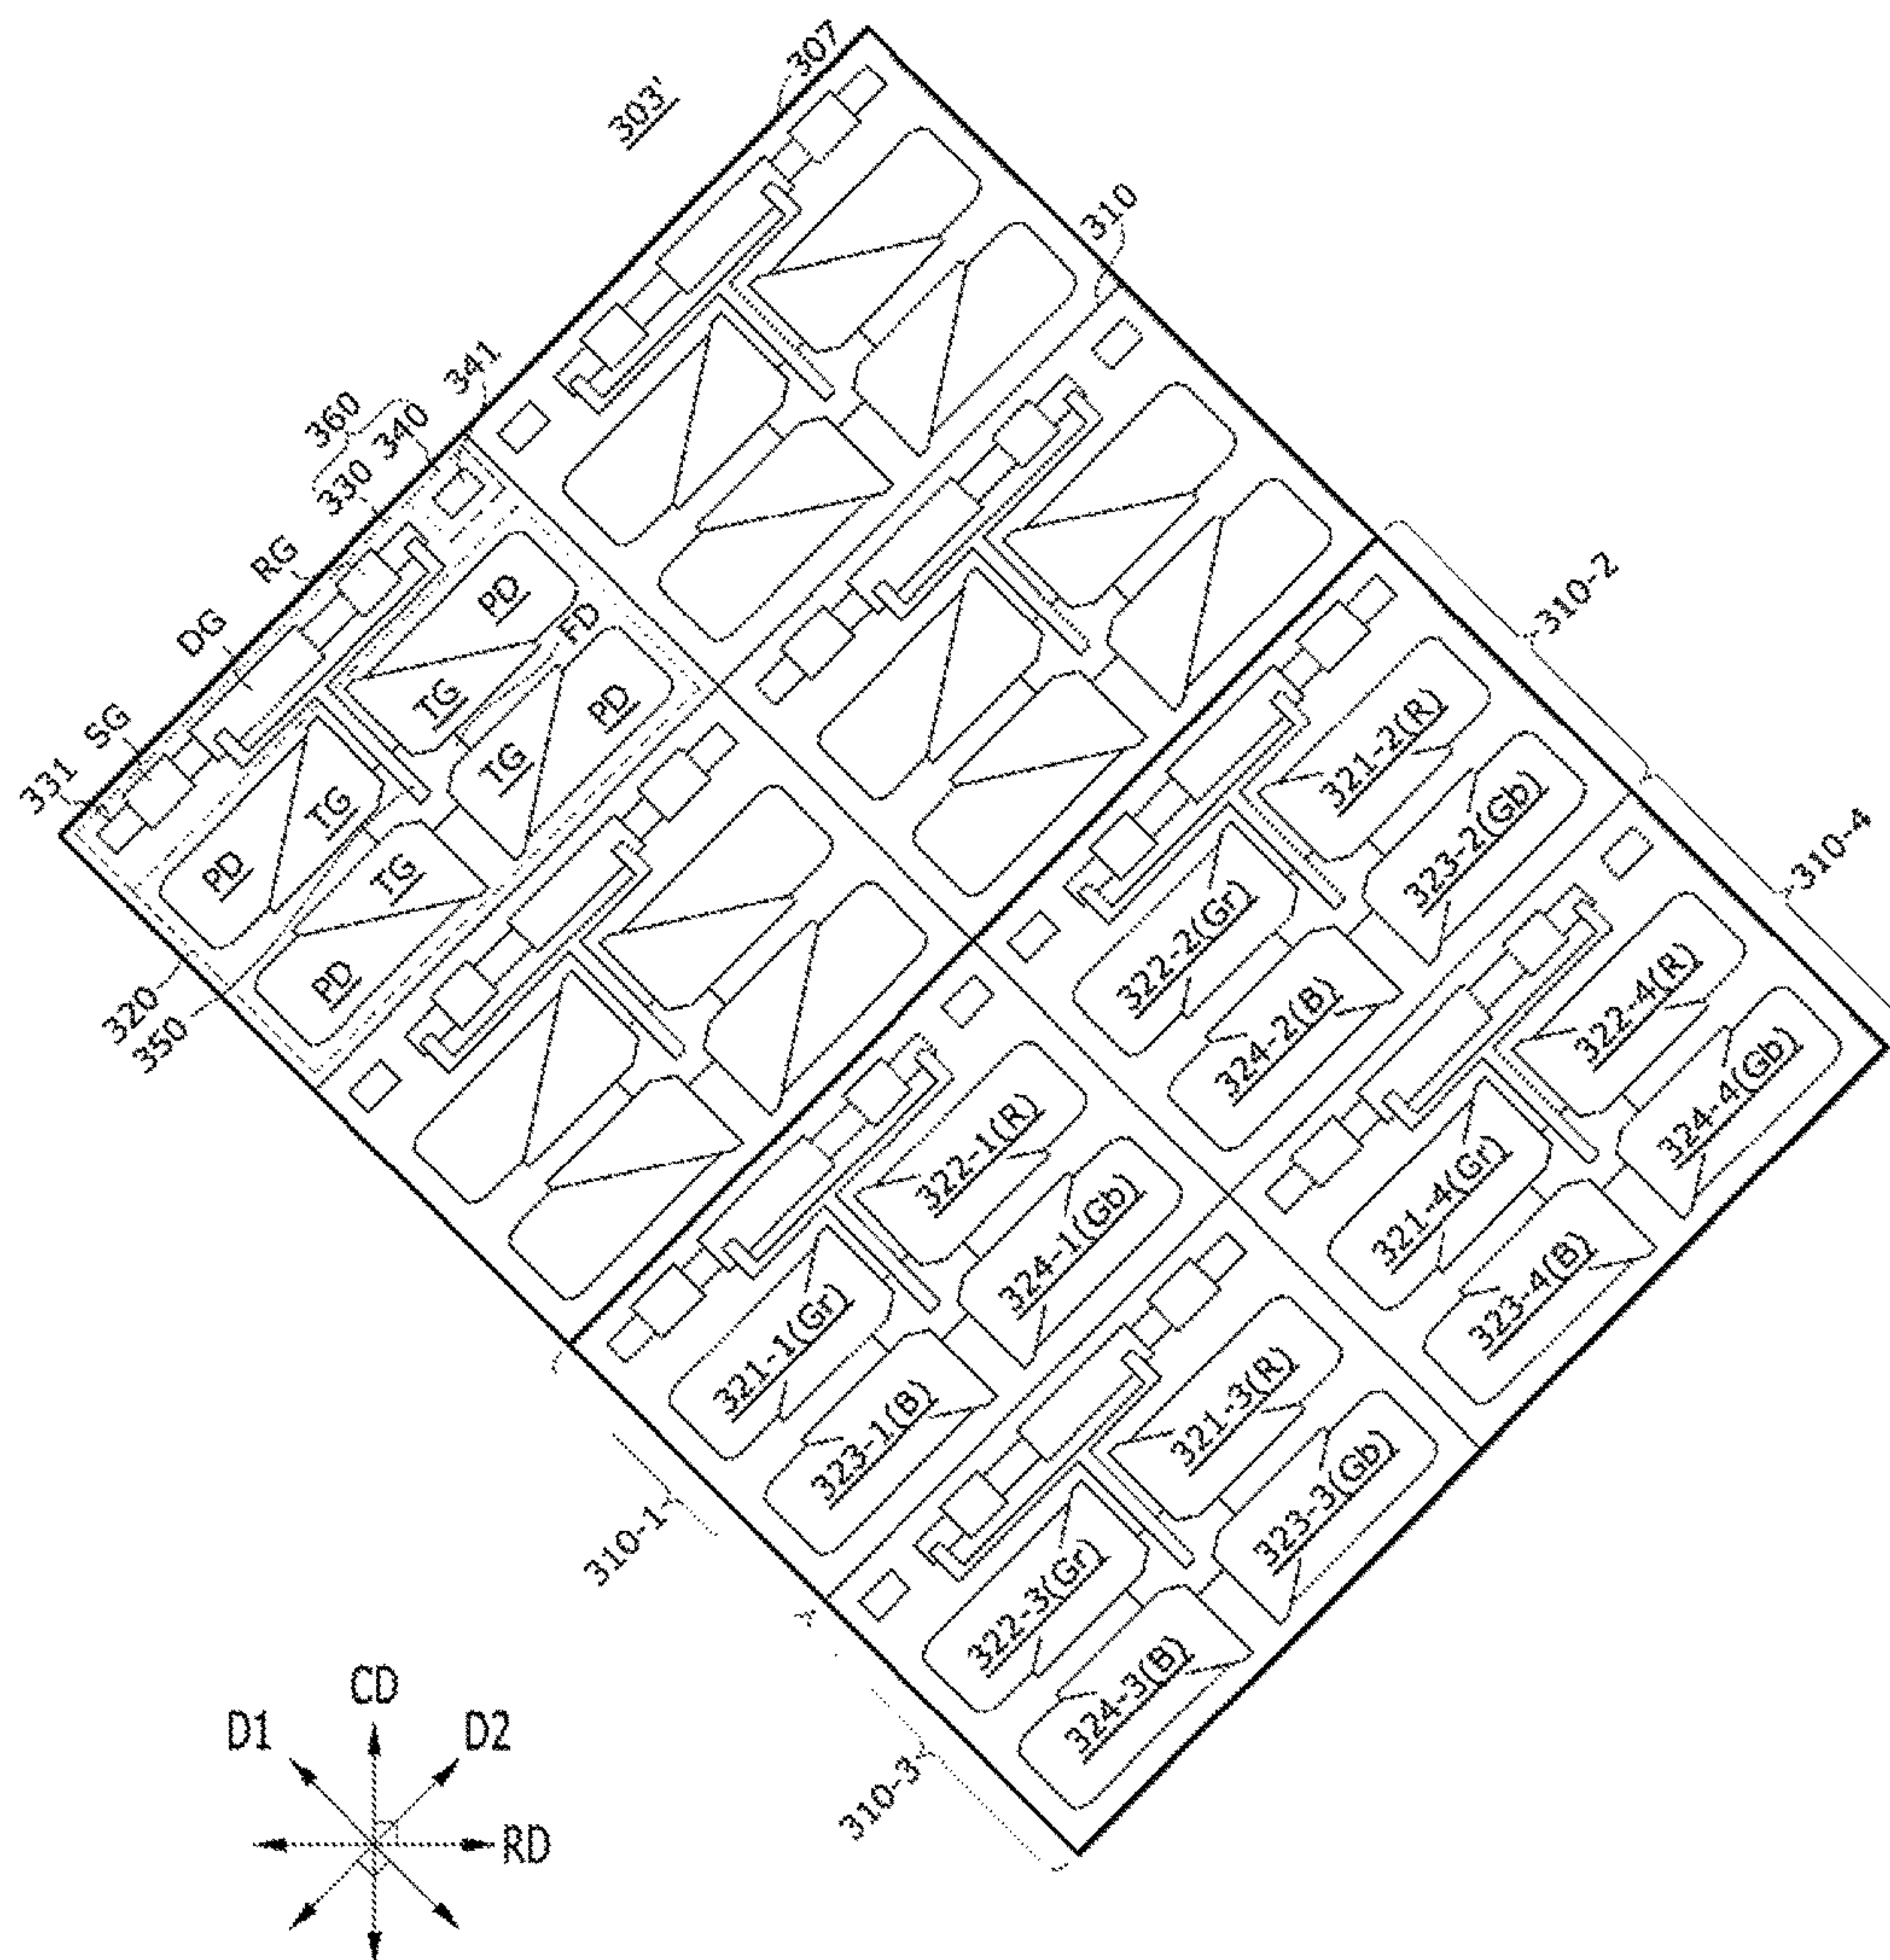 303'
307
310
360
341
340
330
RG
DG
SG
331
PD
TG
FD
TG
PD
TG
PD
TG
PD
320
350
310-2
310-4
321-2(R)
323-2(Gb)
322-2(Gr)
324-2(B)
322-4(R)
324-4(Gb)
321-4(Gr)
323-4(B)
322-1(R)
324-1(Gb)
321-1(Gr)
323-1(B)
321-3(R)
323-3(Gb)
322-3(Gr)
324-3(B)
310-1
310-3
CD
D1
D2
RD